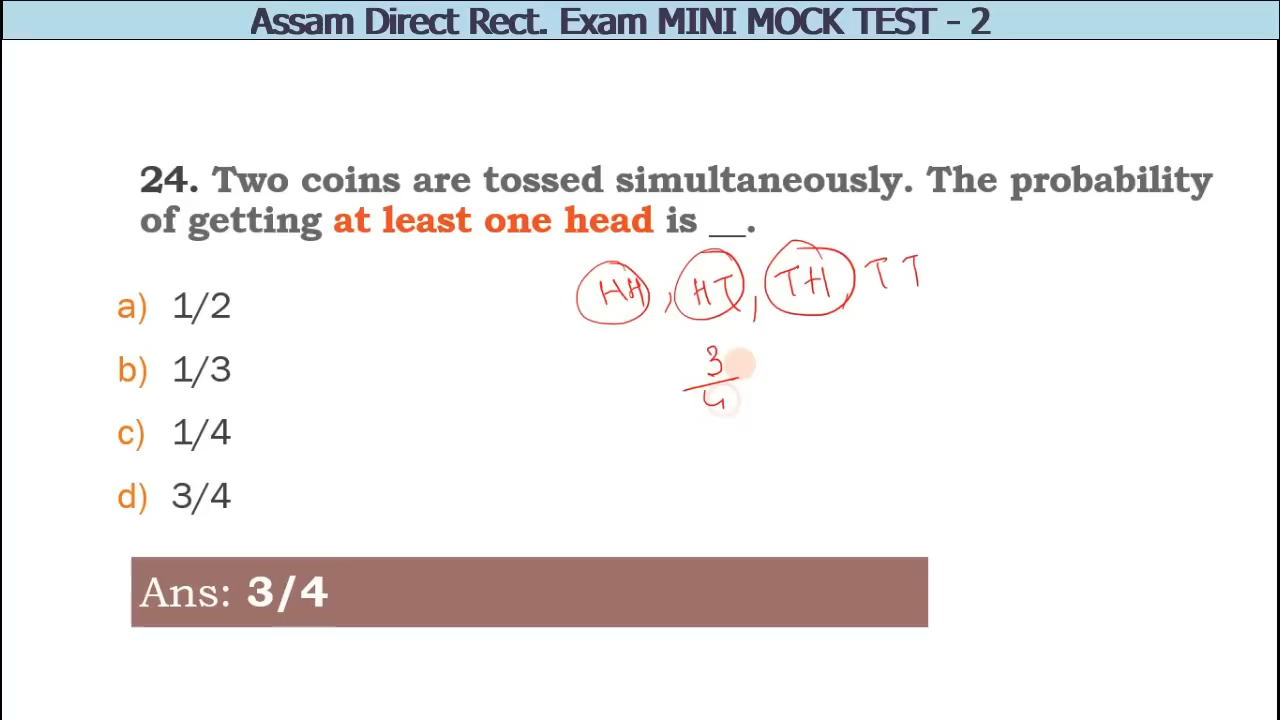 Assam Direct Rect. Exam MINI MOCK TEST - 2
24. Two coins are tossed simultaneously. The probability
of getting at least one head is __.
HH, HT, TH TT
a) 1/2
3
4
b) 1/3
c) 1/4
d) 3/4
Ans: 3/4